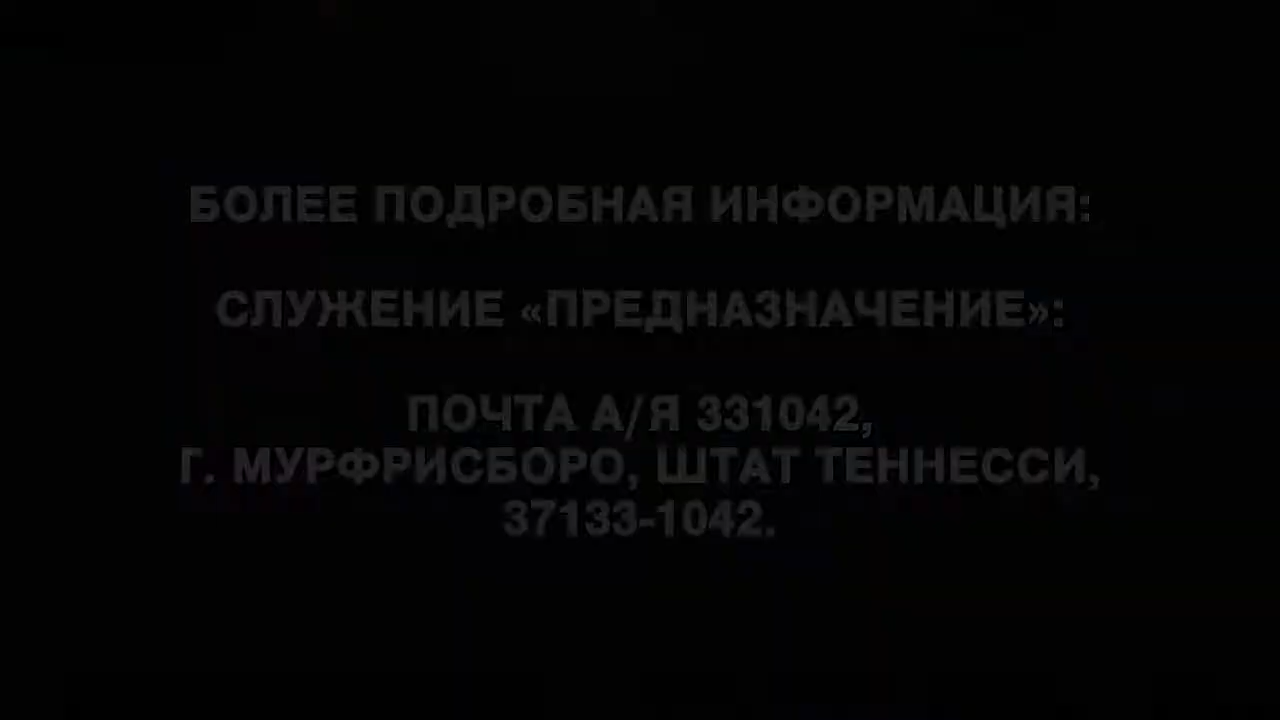 БОЛЕЕ ПОДРОБНАЯ ИНФОРМАЦИЯ:
СЛУЖЕНИЕ «ПРЕДНАЗНАЧЕНИЕ»:
ПОЧТА А/Я 331042,
Г. МУРФРИСБОРО, ШТАТ ТЕННЕССИ,
37133-1042.